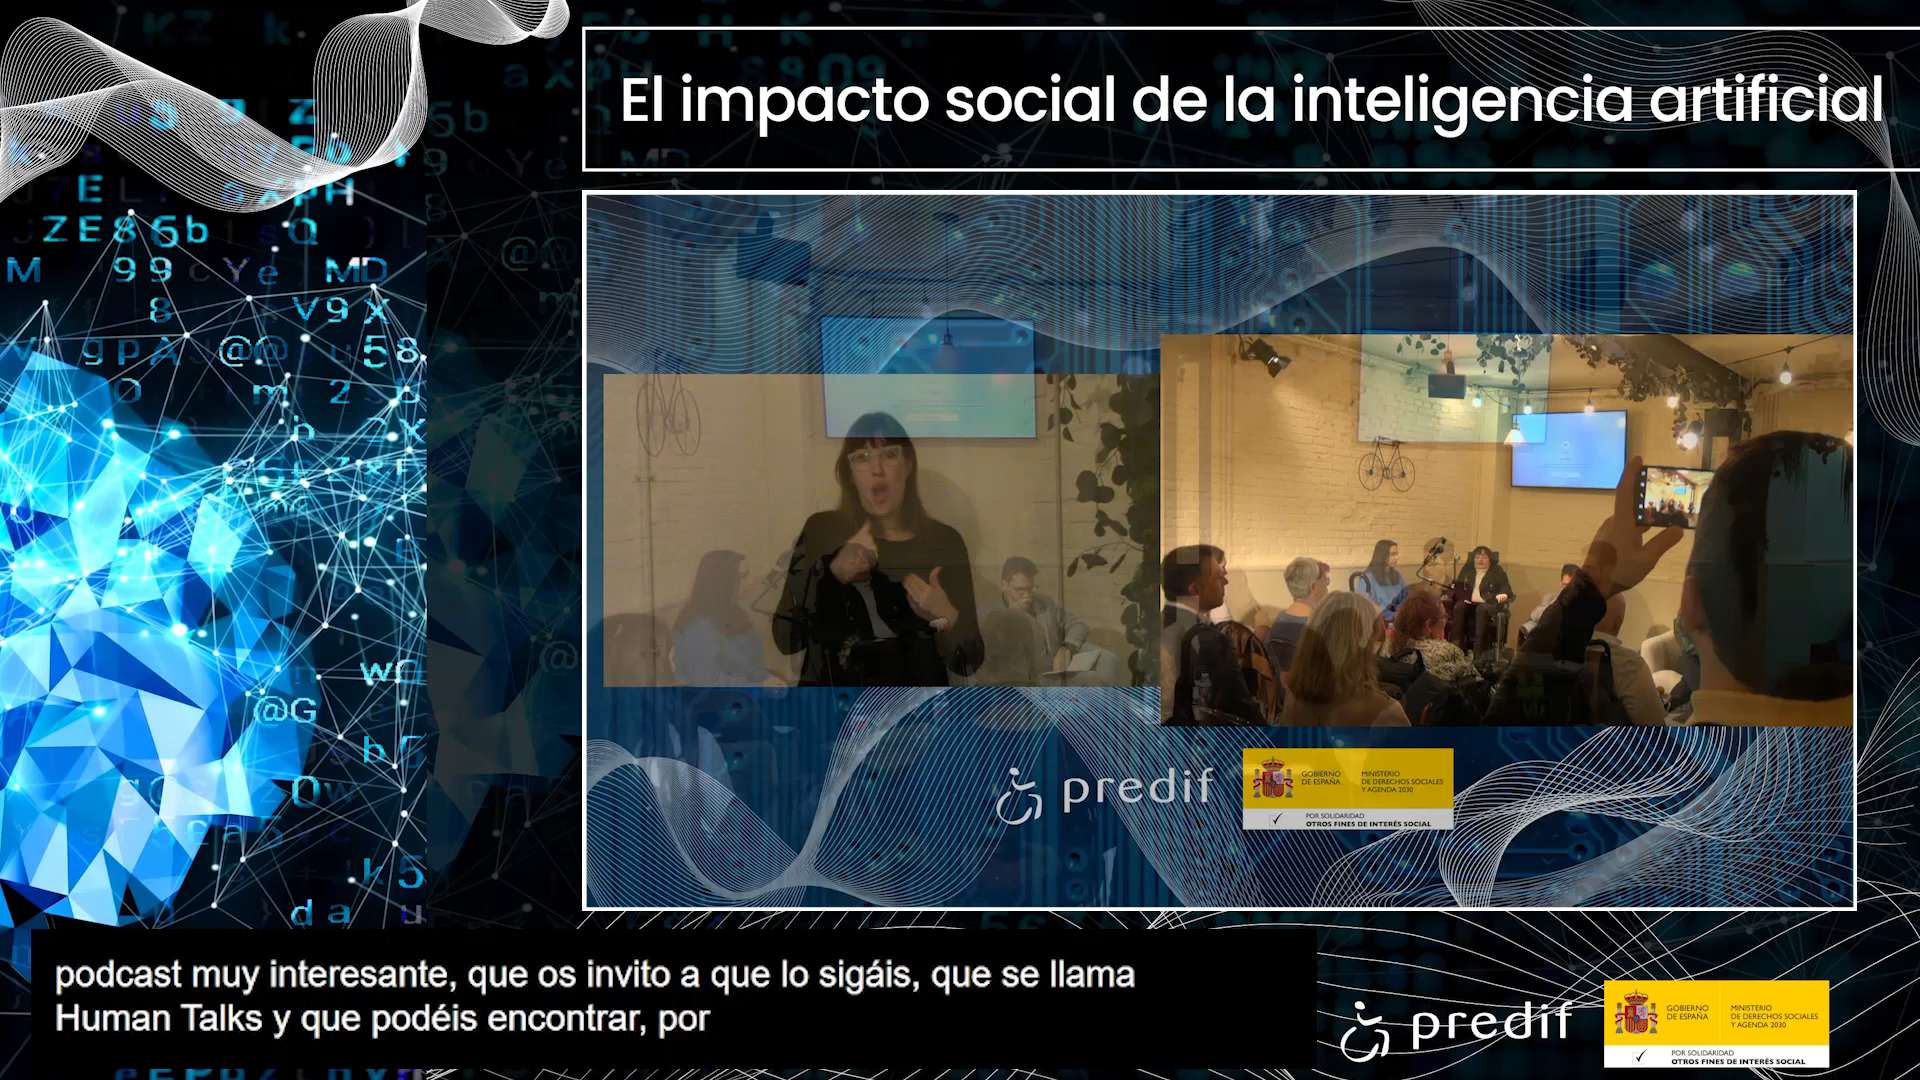 El impacto social de la inteligencia artificial
predif
GOBIERNO
DE ESPAÑA
MINISTERIO
DE DERECHOS SOCIALES
Y AGENDA 2030
POR SOLIDARIDAD
OTROS FINES DE INTERÉS SOCIAL
podcast muy interesante, que os invito a que lo sigáis, que se llama
Human Talks y que podéis encontrar, por
predif
GOBIERNO
DE ESPAÑA
MINISTERIO
DE DERECHOS SOCIALES
Y AGENDA 2030
POR SOLIDARIDAD
OTROS FINES DE INTERÉS SOCIAL